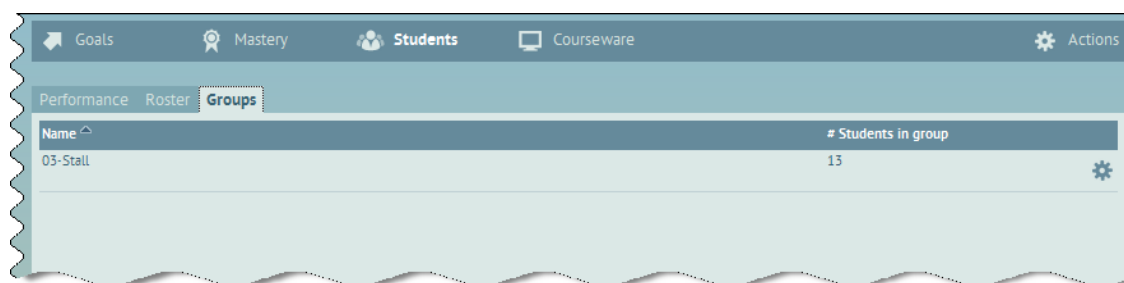 Goals Mastery Students Courseware Actions
Performance Roster Groups
Name # Students in group
03-Stall 13